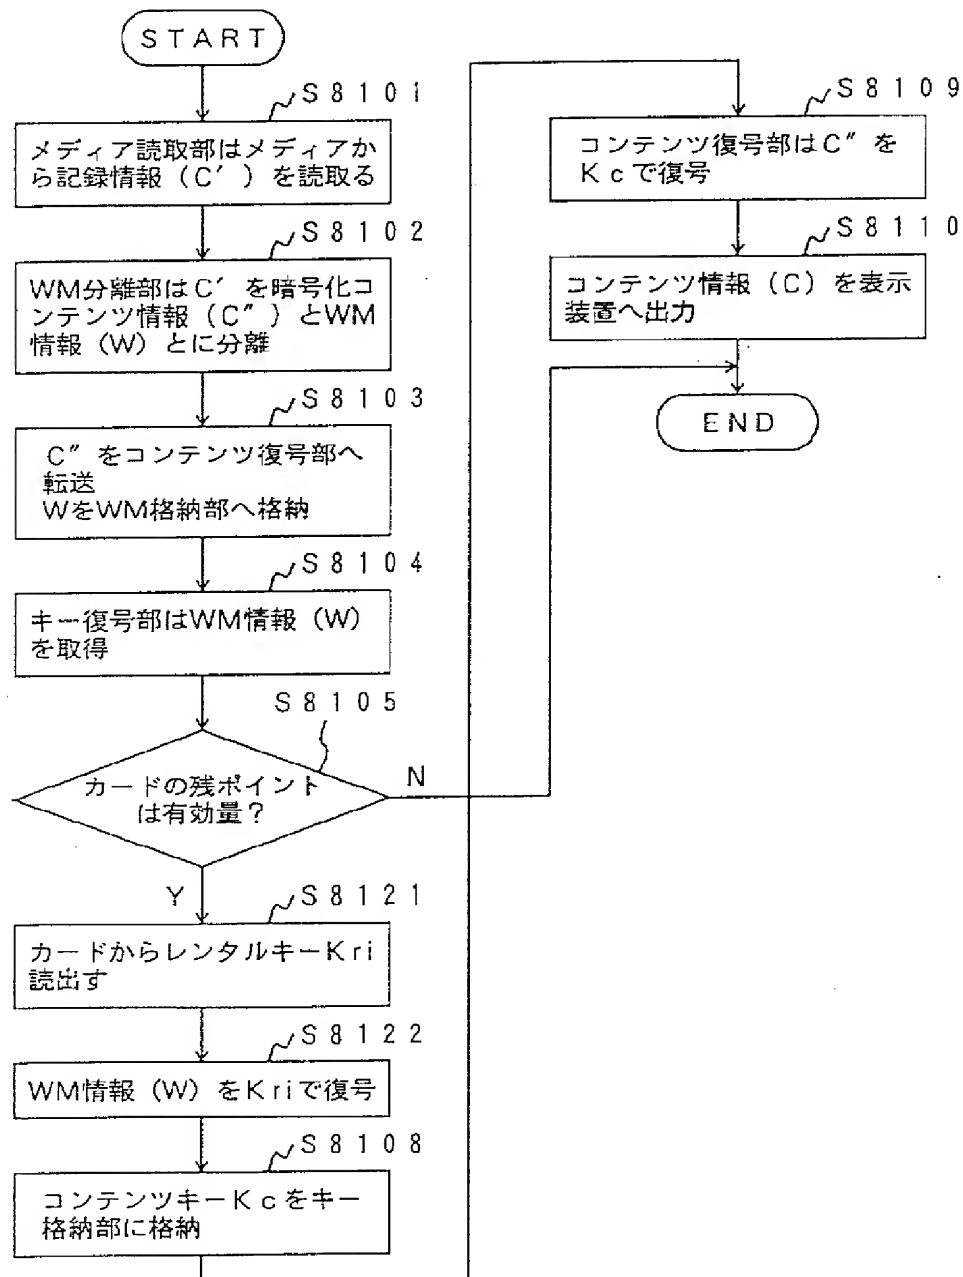 START
S8101
メディア読取部はメディアか
ら記録情報（C′）を読取る
S8102
WM分離部はC′を暗号化コ
ンテンツ情報（C″）とWM
情報（W）とに分離
S8103
C″をコンテンツ復号部へ
転送
WをWM格納部へ格納
S8104
キー復号部はWM情報（W）
を取得
S8105
カードの残ポイント
は有効量？
N
Y
S8121
カードからレンタルキーKri
読出す
S8122
WM情報（W）をKriで復号
S8108
コンテンツキーKcをキー
格納部に格納
S8109
コンテンツ復号部はC″を
Kcで復号
S8110
コンテンツ情報（C）を表示
装置へ出力
END